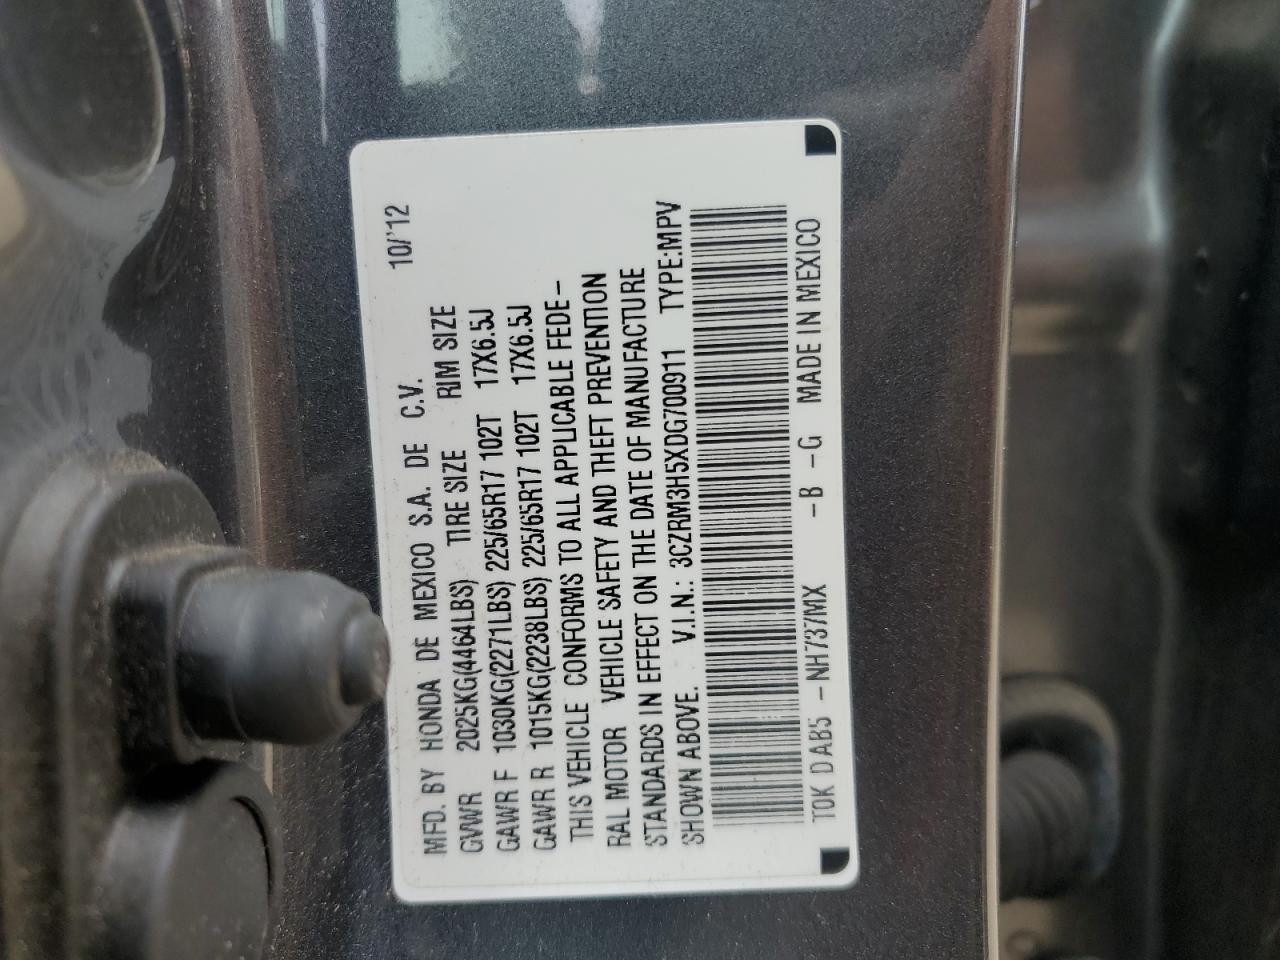 MFD. BY HONDA DE MEXICO S.A. DE C.V. 10/'12
GVWR 2025KG(4464LBS) TIRE SIZE RIM SIZE
GAWR F 1030KG(2271LBS) 225/65R17 102T 17X6.5J
GAWR R 1015KG(2238LBS) 225/65R17 102T 17X6.5J
THIS VEHICLE CONFORMS TO ALL APPLICABLE FEDE-
RAL MOTOR VEHICLE SAFETY AND THEFT PREVENTION
STANDARDS IN EFFECT ON THE DATE OF MANUFACTURE
SHOWN ABOVE. V.I.N.: 3CZRM3H5XDG700911 TYPE:MPV
T0K DAB5 -NH737MX -B -G MADE IN MEXICO